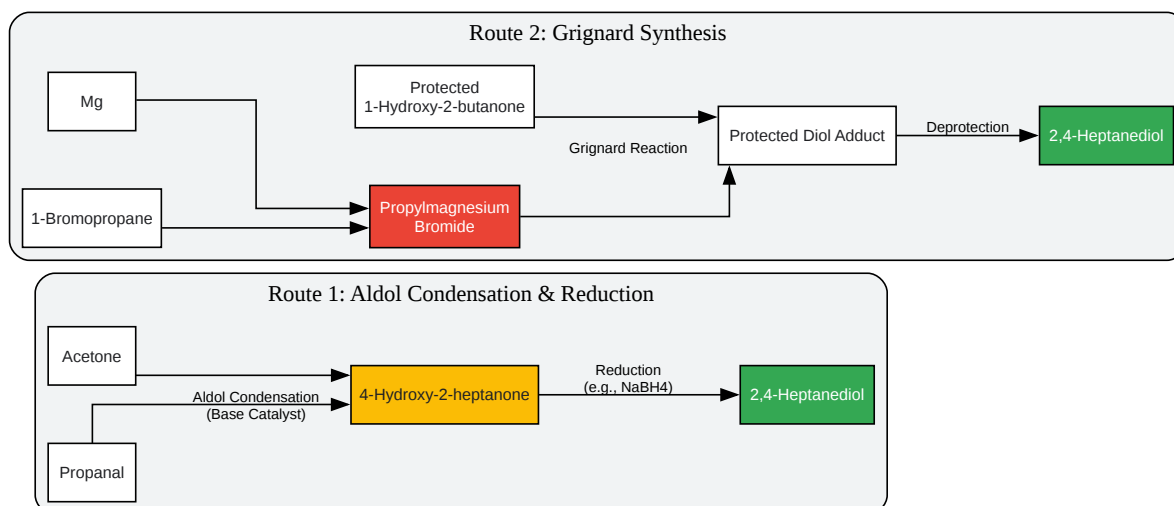 Route 2: Grignard Synthesis
Mg
Protected
1-Hydroxy-2-butanone
Grignard Reaction
Protected Diol Adduct
Deprotection
2,4-Heptanediol
1-Bromopropane
Propylmagnesium
Bromide
Route 1: Aldol Condensation & Reduction
Acetone
Aldol Condensation
(Base Catalyst)
4-Hydroxy-2-heptanone
Reduction
(e.g., NaBH4)
2,4-Heptanediol
Propanal